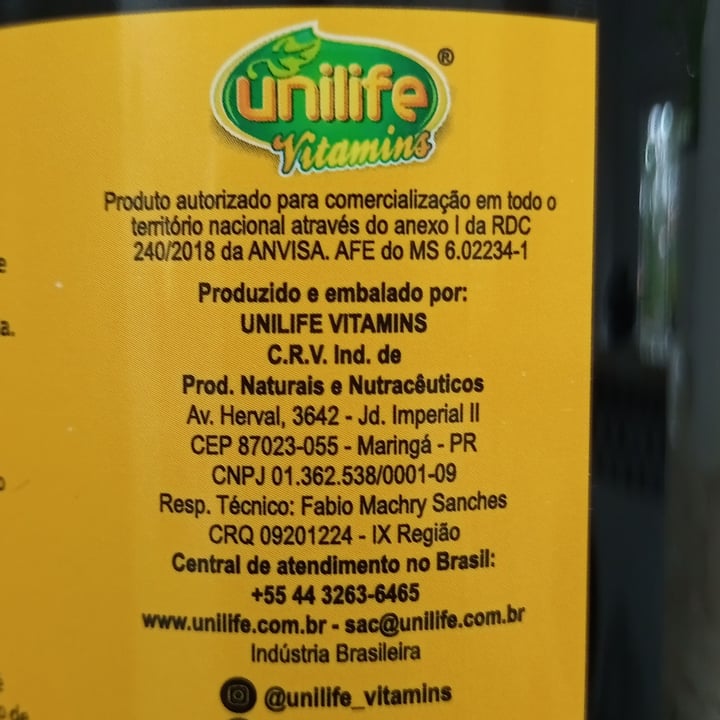 unilife®
Vitamins
Produto autorizado para comercialização em todo o
território nacional através do anexo I da RDC
240/2018 da ANVISA. AFE do MS 6.02234-1
Produzido e embalado por:
UNILIFE VITAMINS
C.R.V. Ind. de
Prod. Naturais e Nutracêuticos
Av. Herval, 3642 - Jd. Imperial II
CEP 87023-055 - Maringá - PR
CNPJ 01.362.538/0001-09
Resp. Técnico: Fabio Machry Sanches
CRQ 09201224 - IX Região
Central de atendimento no Brasil:
+55 44 3263-6465
www.unilife.com.br - sac@unilife.com.br
Indústria Brasileira
@unilife_vitamins